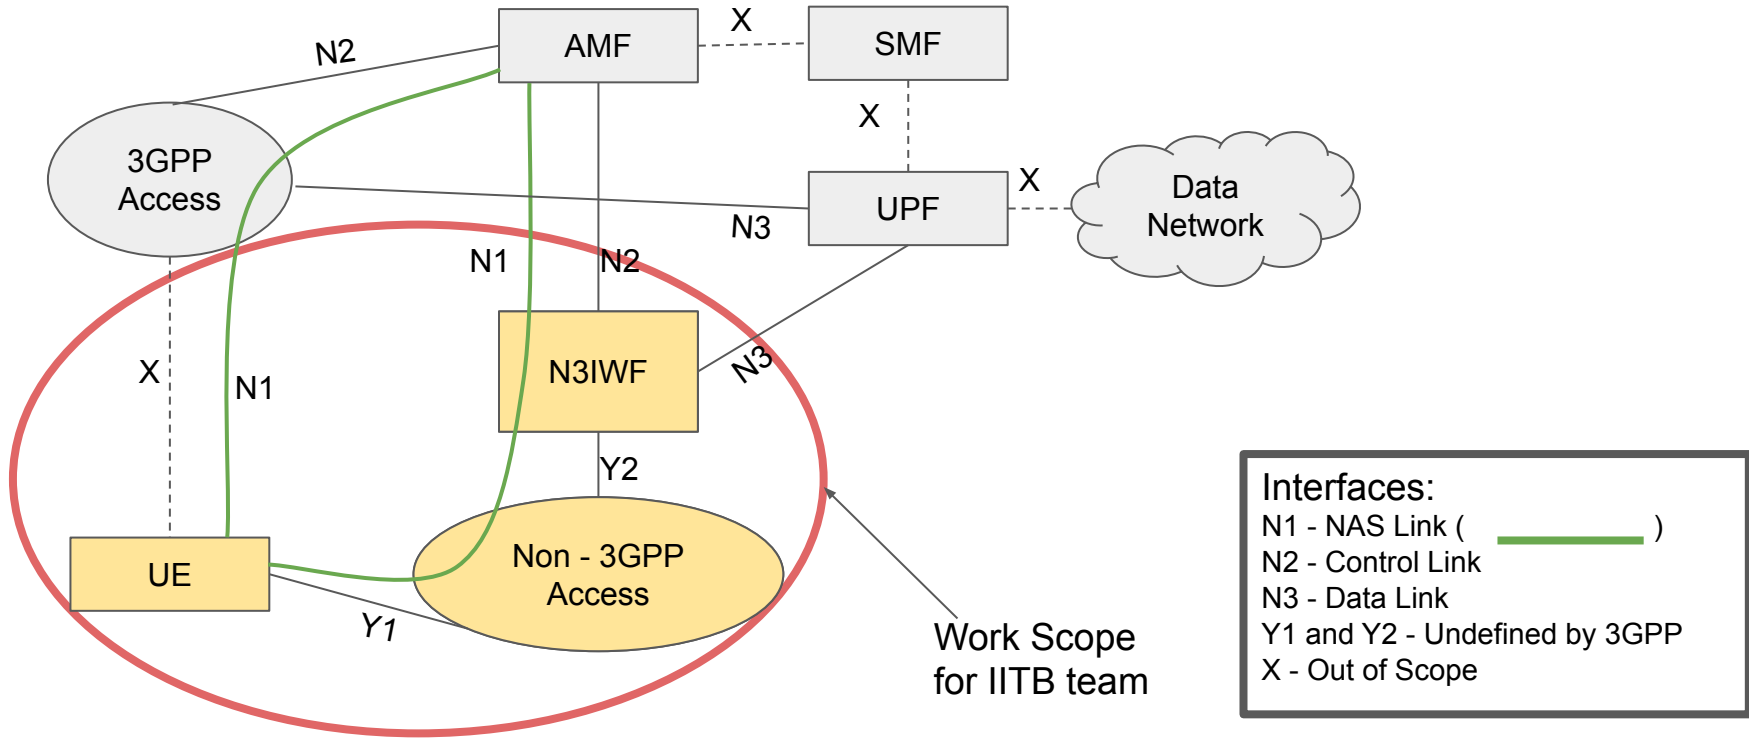 X
AMF
SMF
N2
X
3GPP
Access
X
Data
Network
UPF
N3
N1
N2
X
N1
N3IWF
N3
Y2
UE
Non - 3GPP
Access
Y1
Work Scope
for IITB team
Interfaces:
N1 - NAS Link ( )
N2 - Control Link
N3 - Data Link
Y1 and Y2 - Undefined by 3GPP
X - Out of Scope